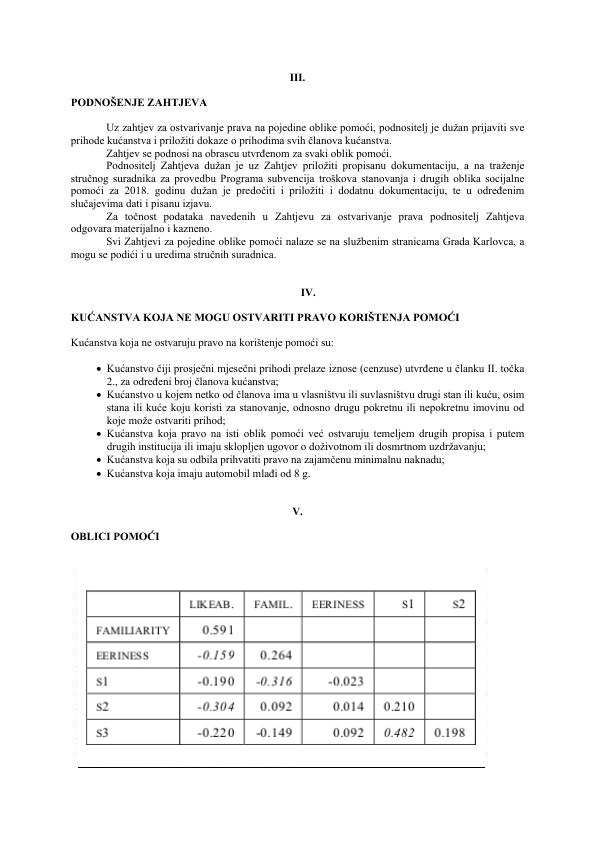 III.
PODNOŠENJE ZAHTJEVA
Uz zahtjev za ostvarivanje prava na pojedine oblike pomoći, podnositelj je dužan prijaviti sve
prihode kućanstva i priložiti dokaze o prihodima svih članova kućanstva.
Zahtjev se podnosi na obrascu utvrđenom za svaki oblik pomoć.
Podnositelj Zahtjeva dužan je uz Zahtjev priložiti propisanu dokumentaciju, a na traženje
stručnog suradnika za provedbu Programa subvencija troškova stanovanja i drugih oblika socijalne
pomoći za 2018. godinu dužan je predočiti i priložiti i dodatnu dokumentaciju, te u određenim
slučajevima dati i pisanu izjavu.
Za točnost podataka navedenih u Zahtjevu za ostvarivanje prava podnositelj Zahtjeva
odgovara materijalno i kazneno.
Svi Zahtjevi za pojedine oblike pomoći nalaze se na službenim stranicama Grada Karlovca, a
mogu se podići i u uredima stručnih suradnica.
IV.
KUĆANSTVA KOJA NE MOGU OSTVARITI PRAVO KORIŠTENJA POMOĆI
Kućanstva koja ne ostvaruju pravo na korištenje pomoći su:
• Kućanstvo čiji prosječni mjesečni prihodi prelaze iznose (cenzuse) utvrđene u članku II. točka
2., za određeni broj članova kućanstva;
• Kućanstvo u kojem netko od članova ima u vlasništvu ili suvlasništvu drugi stan ili kuću, osim
stana ili kuće koju koristi za stanovanje, odnosno drugu pokretnu ili nepokretnu imovinu od
koje može ostvariti prihod;
• Kućanstva koja pravo na isti oblik pomoći već ostvaruju temeljem drugih propisa i putem
drugih institucija ili imaju sklopljen ugovor o doživotnom ili dosmrtnom uzdržavanju;
• Kućanstva koja su odbila prihvatiti pravo na zajamčenu minimalnu naknadu;
• Kućanstva koja imaju automobil mlađi od 8 g.
V.
OBLICI POMOĆI
LIKEAB. FAMIL. EERINESS S1 S2
FAMILIARITY 0.591
EERINESS -0.159 0.264
S1 -0.190 -0.316 -0.023
S2 -0.304 0.092 0.014 0.210
S3 -0.220 -0.149 0.092 0.482 0.198